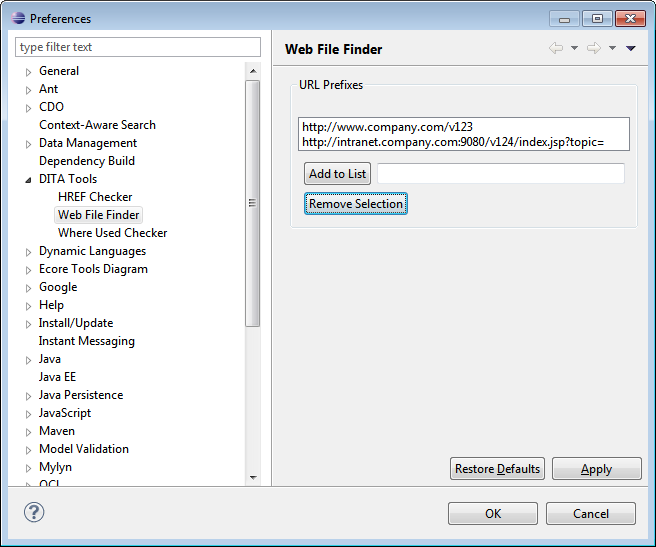 Preferences
type filter text
General
Ant
CDO
Context-Aware Search
Data Management
Dependency Build
DITA Tools
HREF Checker
Web File Finder
Where Used Checker
Dynamic Languages
Ecore Tools Diagram
Google
Help
Install/Update
Instant Messaging
Java
Java EE
Java Persistence
JavaScript
Maven
Model Validation
Mylyn
OCL
Web File Finder
URL Prefixes
http://www.company.com/v123
http://intranet.company.com:9080/v124/index.jsp?topic=
Add to List
Remove Selection
Restore Defaults
Apply
?
OK
Cancel